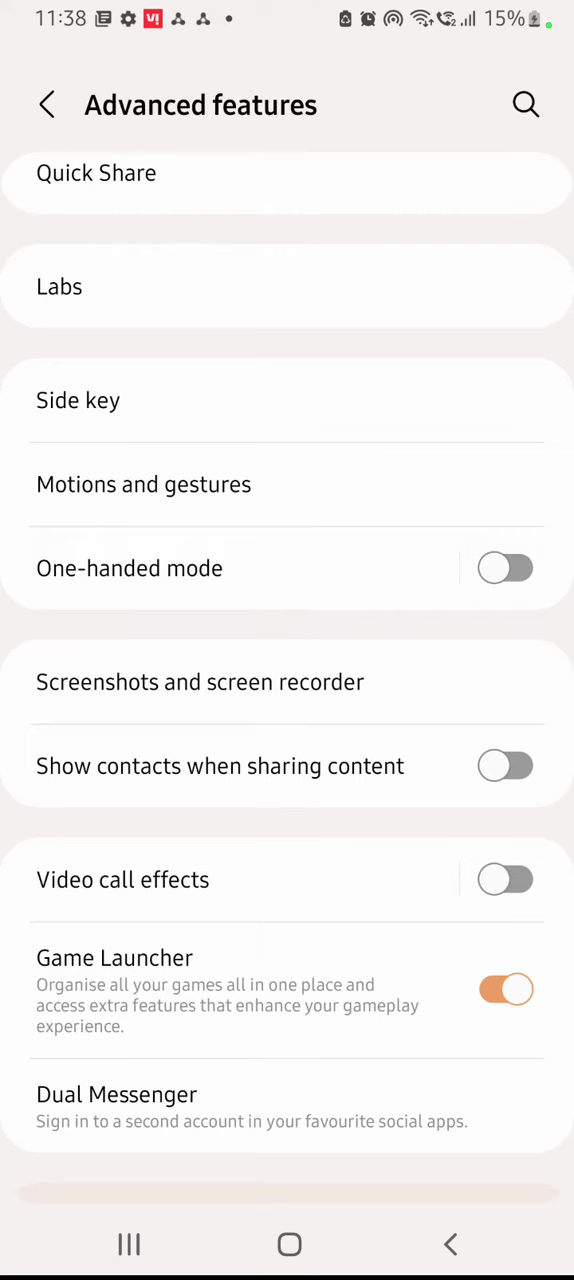 11:38
15%
Advanced features
Quick Share
Labs
Side key
Motions and gestures
One-handed mode
Screenshots and screen recorder
Show contacts when sharing content
Video call effects
Game Launcher
Organise all your games all in one place and
access extra features that enhance your gameplay
experience.
Dual Messenger
Sign in to a second account in your favourite social apps.